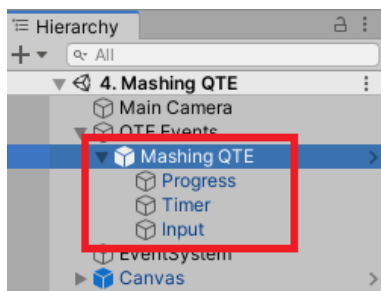 Hierarchy
All
4. Mashing QTE
Main Camera
QTE Events
Mashing QTE
Progress
Timer
Input
EventSystem
Canvas